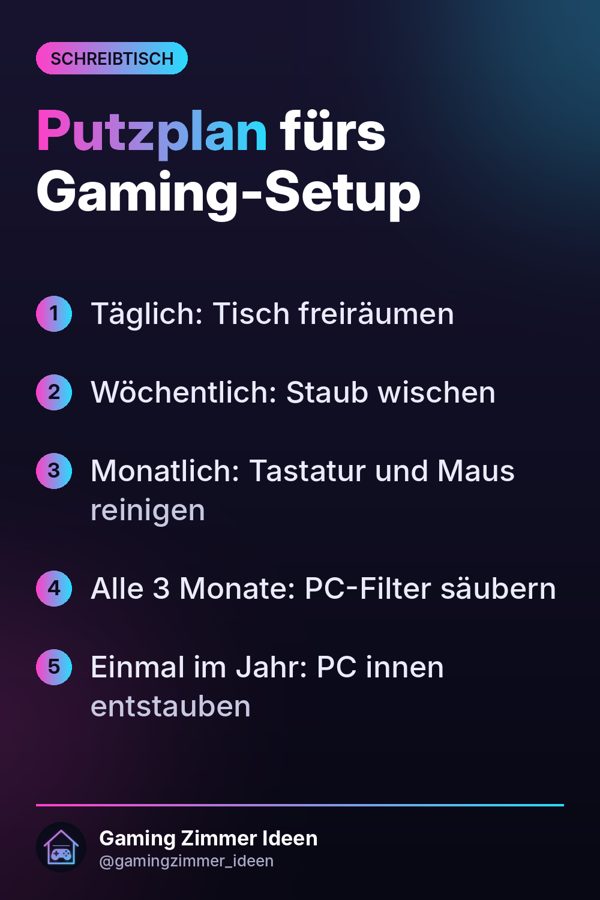 SCHREIBTISCH
Putzplan fürs
Gaming-Setup
1 Täglich: Tisch freiräumen
2 Wöchentlich: Staub wischen
3 Monatlich: Tastatur und Maus
reinigen
4 Alle 3 Monate: PC-Filter säubern
5 Einmal im Jahr: PC innen
entstauben
Gaming Zimmer Ideen
@gamingzimmer_ideen